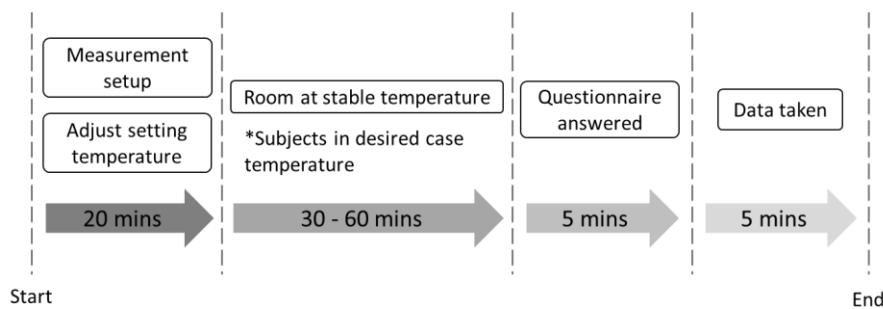 Measurement
setup
Adjust setting
temperature
20 mins
Room at stable temperature
*Subjects in desired case
temperature
30 - 60 mins
Questionnaire
answered
5 mins
Data taken
5 mins
Start
End